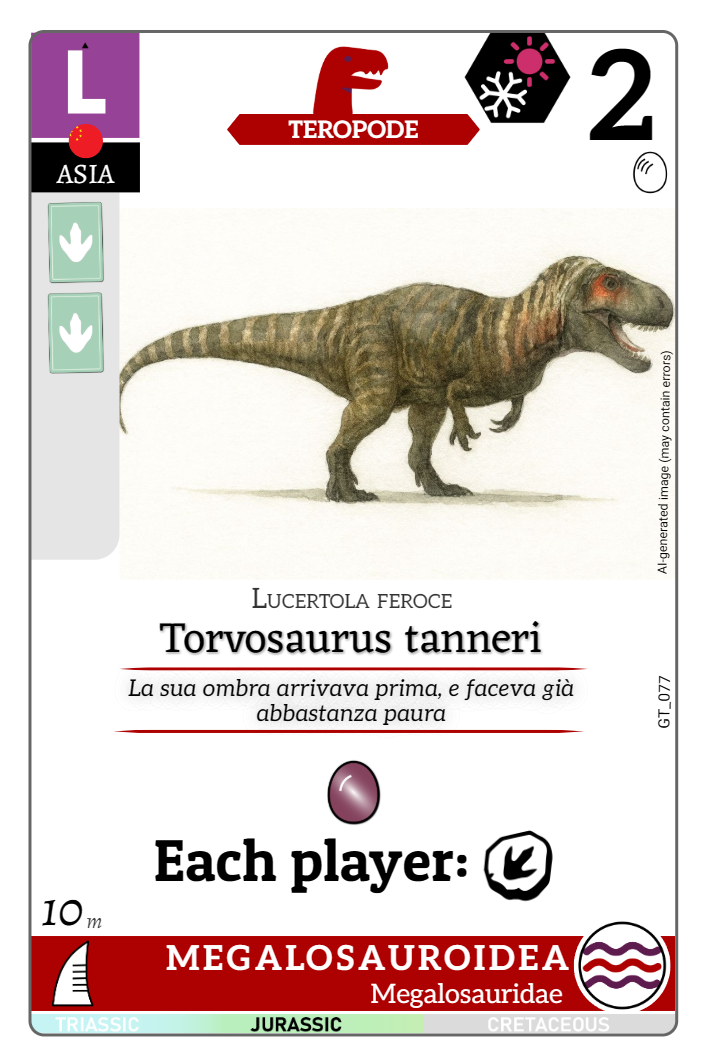 L
TEROPODE
2
ASIA
AI-generated image (may contain errors)
Lucertola feroce
Torvosaurus tanneri
La sua ombra arrivava prima, e faceva già
abbastanza paura
GT_077
Each player:
10 m
MEGALOSAUROIDEA
Megalosauridae
TRIASSIC JURASSIC CRETACEOUS